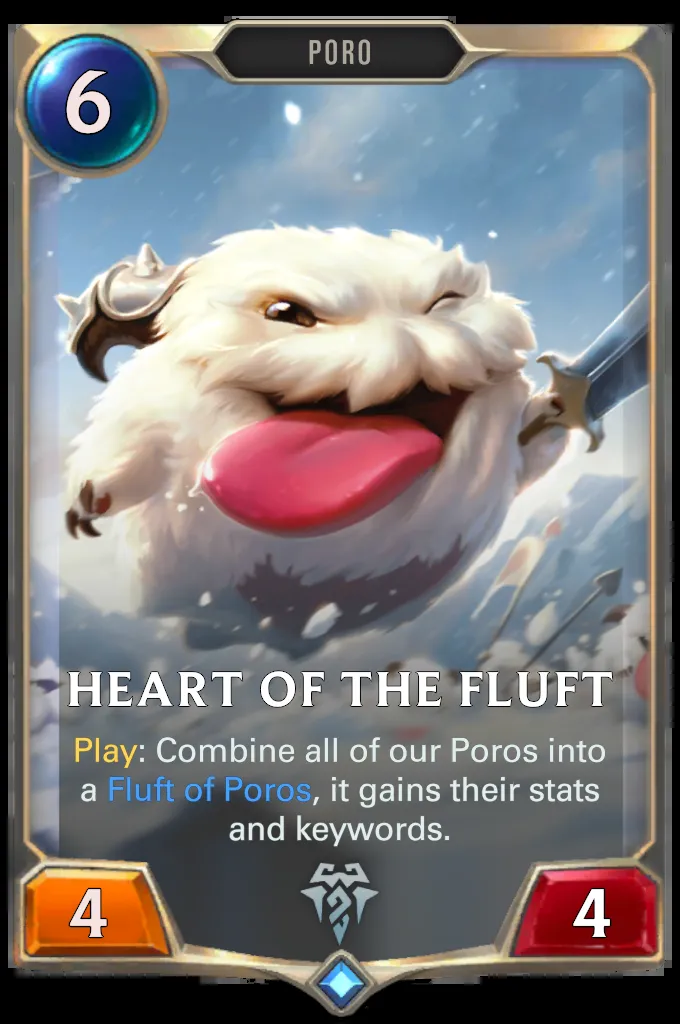 PORO
6
HEART OF THE FLUFT
Play: Combine all of our Poros into
a Fluft of Poros, it gains their stats
and keywords.
4
4